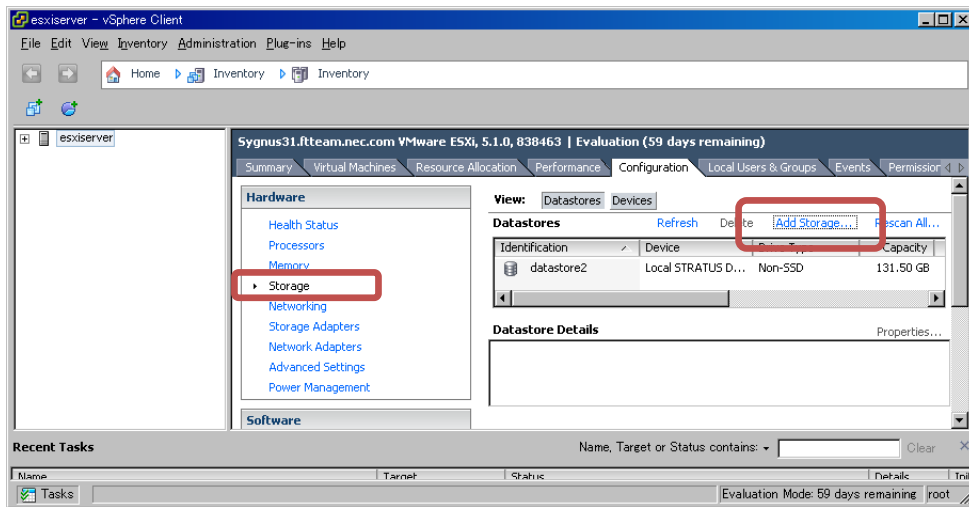 esxiserver - vSphere Client
File Edit View Inventory Administration Plug-ins Help
Home Inventory Inventory
esxiserver
Sygnus31.ftteam.nec.com VMware ESXi, 5.1.0, 838463 | Evaluation (59 days remaining)
Summary Virtual Machines Resource Allocation Performance Configuration Local Users & Groups Events Permission
Hardware
Health Status
Processors
Memory
Storage
Networking
Storage Adapters
Network Adapters
Advanced Settings
Power Management
Software
View: Datastores Devices
Datastores Refresh Delete Add Storage... Rescan All...
Identification Device Drive Type Capacity
datastore2 Local STRATUS D... Non-SSD 131.50 GB
Datastore Details Properties...
Recent Tasks Name, Target or Status contains: Clear
Name Target Status Details
Tasks Evaluation Mode: 59 days remaining root